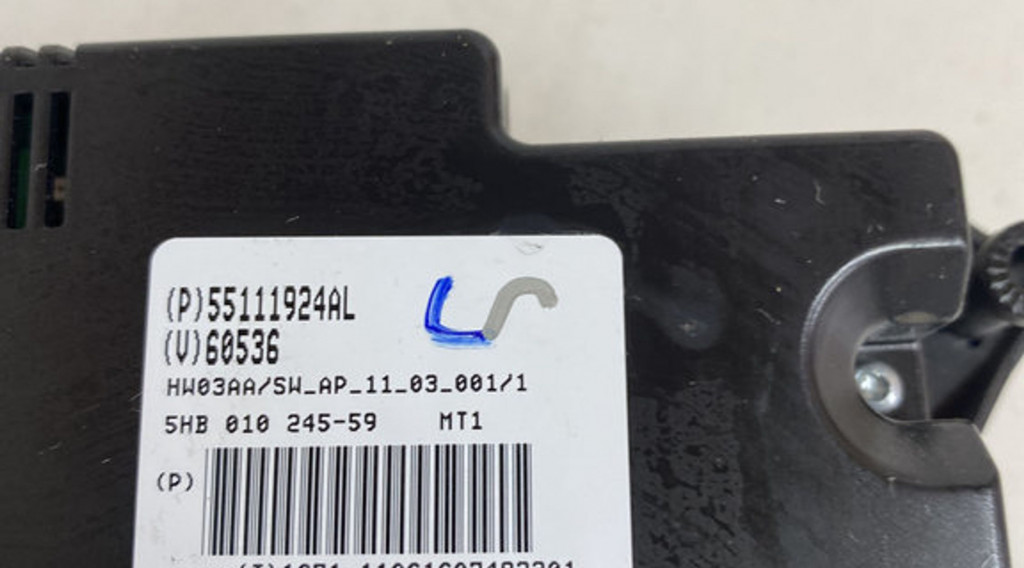 (P)55111924AL
(V)60536
HW03AA/SW_AP_11_03_001/1
5HB 010 245-59 MT1
(P)